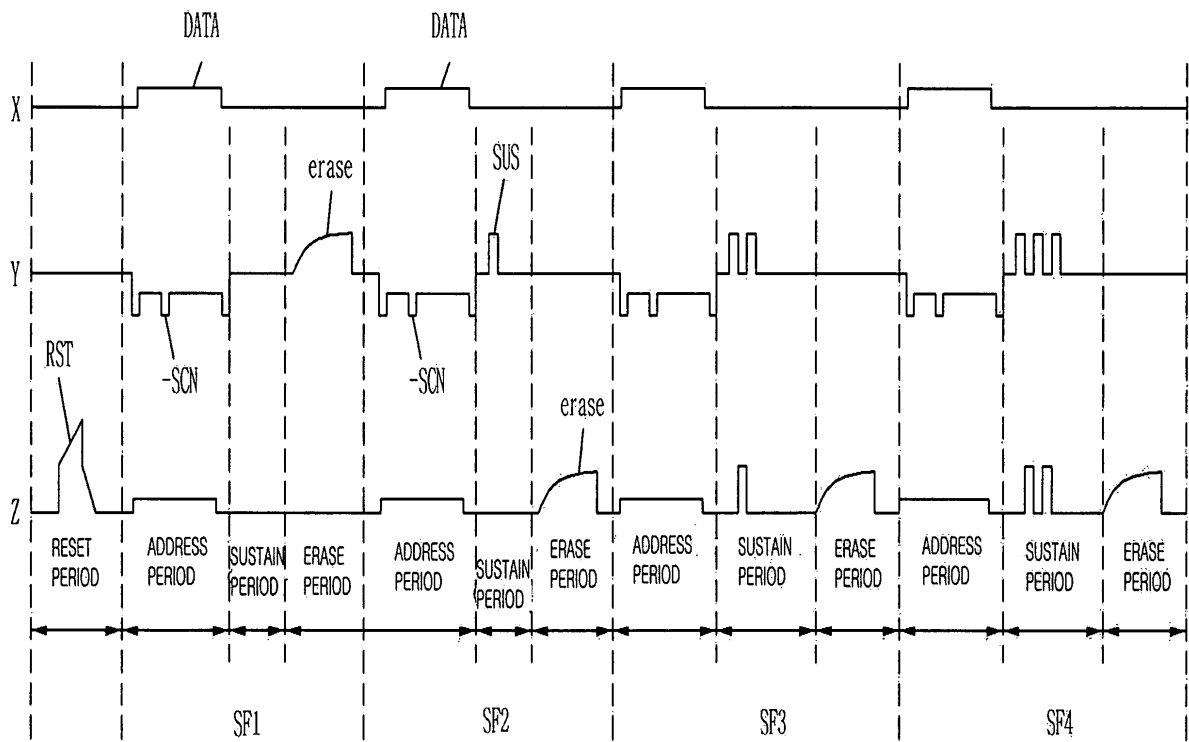 DATA
DATA
X
SUS
erase
Y
RST
-SCN
-SCN
erase
Z
RESET
PERIOD
ADDRESS
PERIOD
SUSTAIN
PERIOD
ERASE
PERIOD
ADDRESS
PERIOD
SUSTAIN
PERIOD
ERASE
PERIOD
ADDRESS
PERIOD
SUSTAIN
PERIOD
ERASE
PERIOD
ADDRESS
PERIOD
SUSTAIN
PERIOD
ERASE
PERIOD
SF1
SF2
SF3
SF4